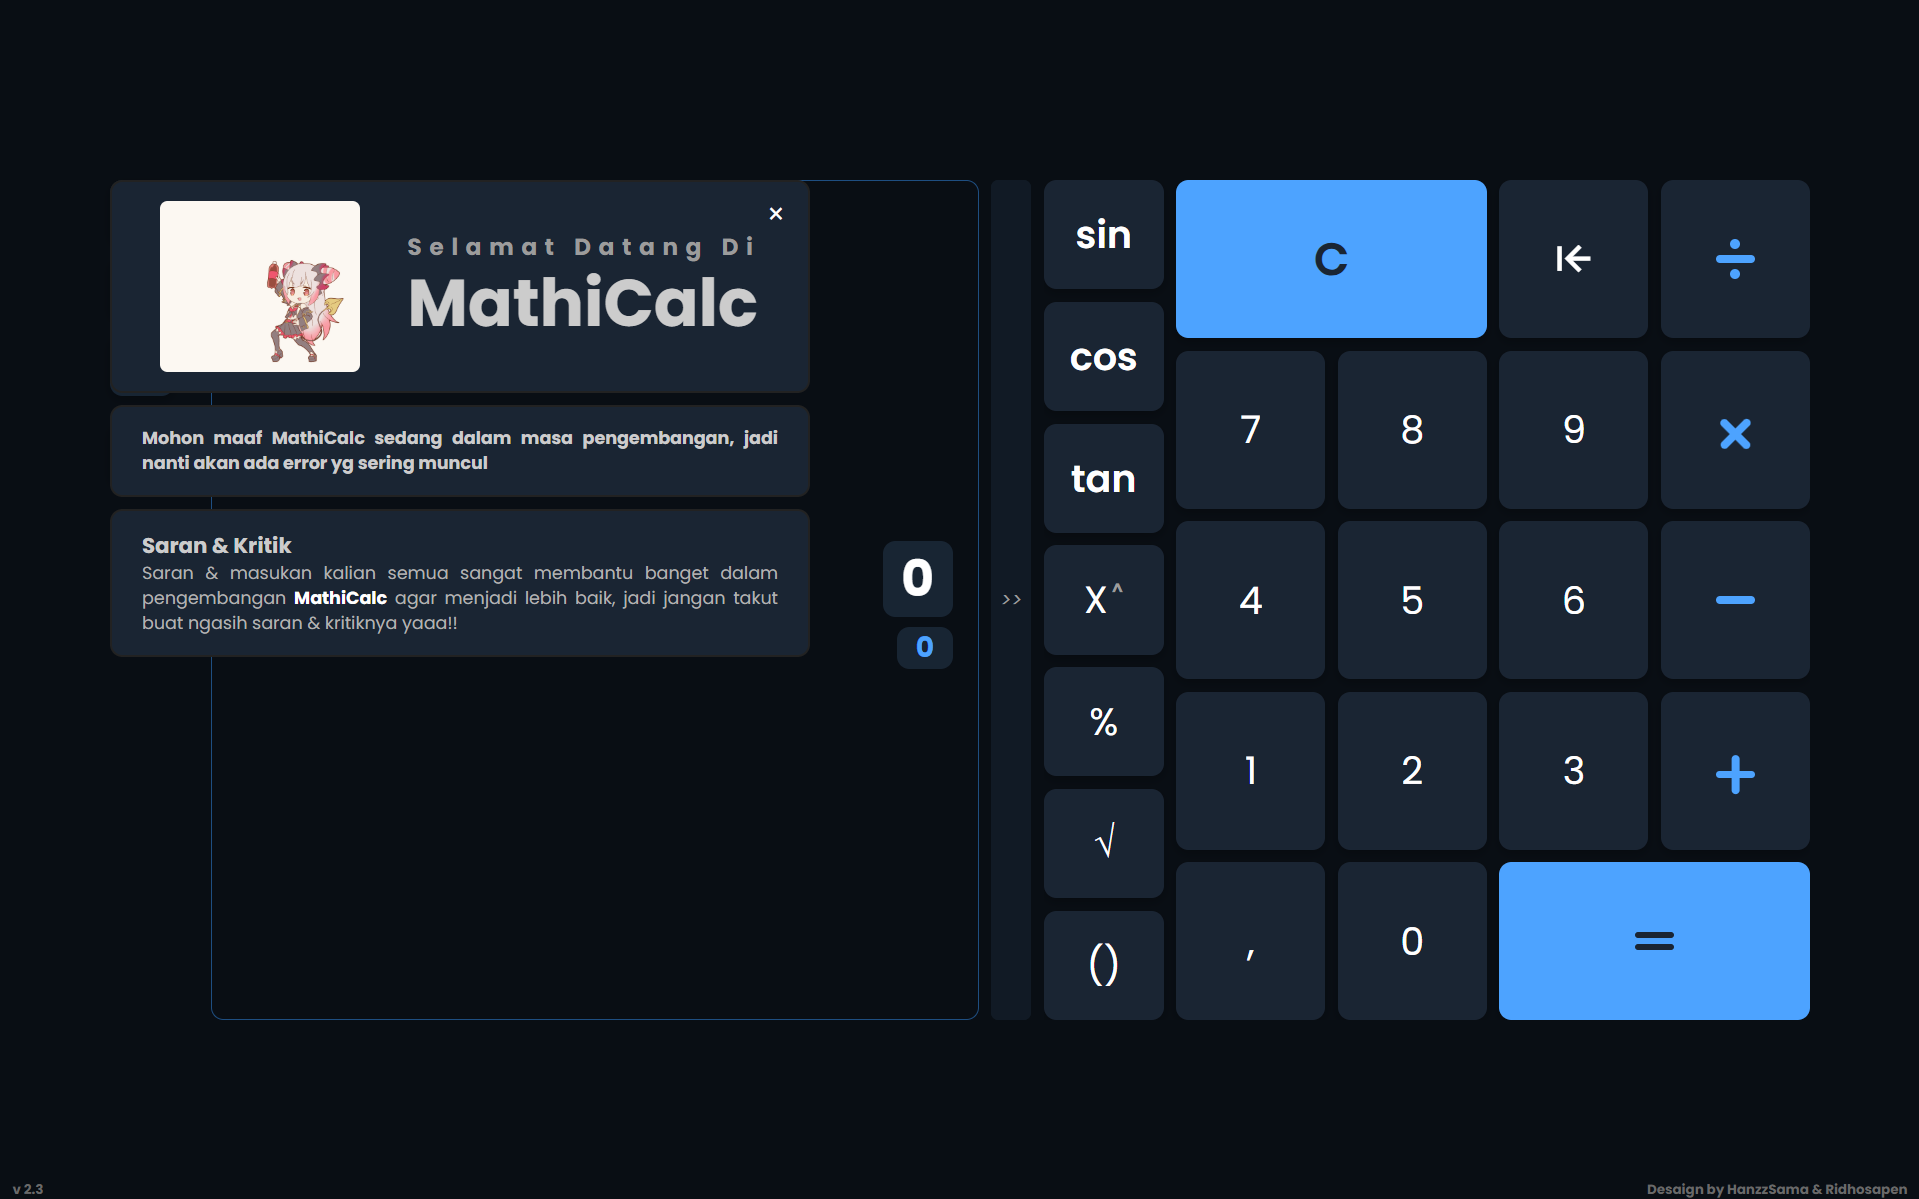 Selamat Datang Di
MathiCalc
×
Mohon maaf MathiCalc sedang dalam masa pengembangan, jadi
nanti akan ada error yg sering muncul
Saran & Kritik
Saran & masukan kalian semua sangat membantu banget dalam
pengembangan MathiCalc agar menjadi lebih baik, jadi jangan takut
buat ngasih saran & kritiknya yaaa!!
0
0
>>
sin
cos
tan
X^
%
√
()
C
÷
7 8 9 ×
4 5 6 −
1 2 3 +
, 0 =
v 2.3
Desaign by HanzzSama & Ridhosapen